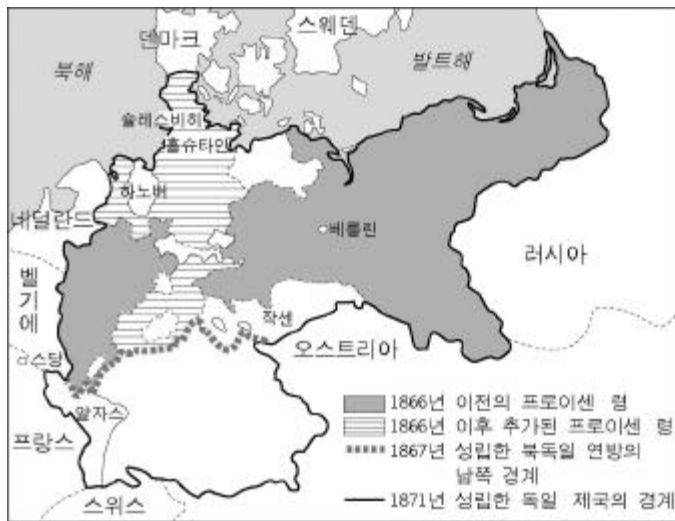 스웨덴
덴마크
북해
발트해
슐레스비히
홀슈타인
하노버
네덜란드
베를린
러시아
벨기에
작센
오스트리아
스당
알자스
프랑스
스위스
1866년 이전의 프로이센 령
1866년 이후 추가된 프로이센 령
1867년 성립한 북독일 연방의
남쪽 경계
1871년 성립한 독일 제국의 경계